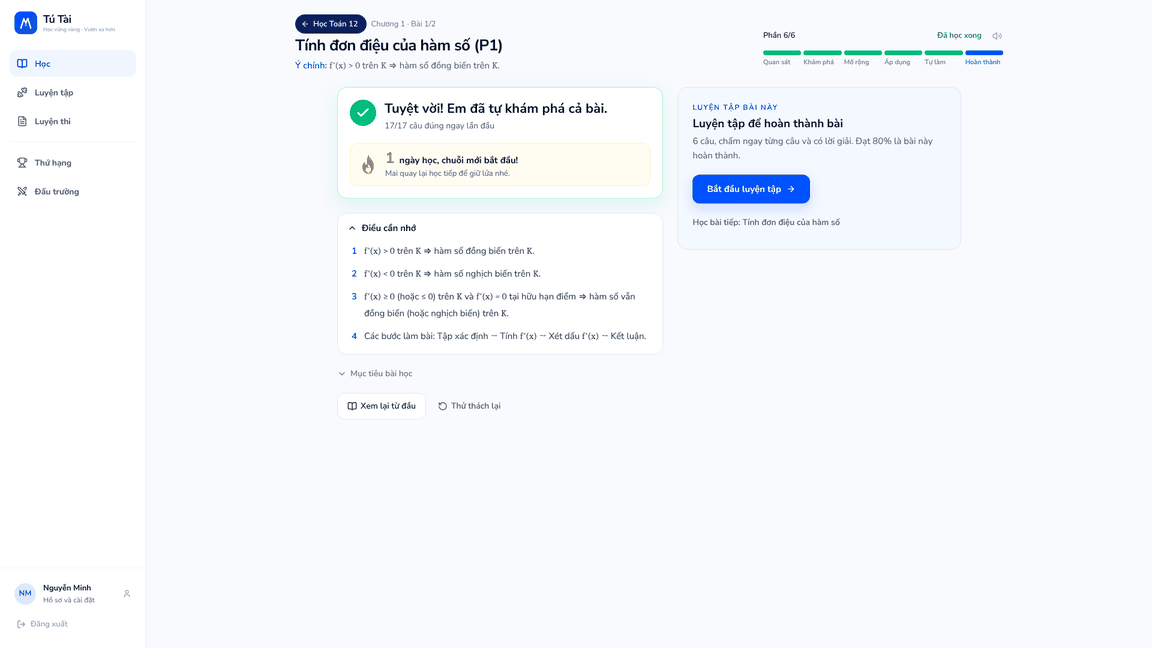 Tú Tài
Học vững vàng · Vươn xa hơn
Học
Luyện tập
Luyện thi
Thứ hạng
Đấu trường
NM
Nguyễn Minh
Hồ sơ và cài đặt
Đăng xuất
← Học Toán 12
Chương 1 · Bài 1/2
Tính đơn điệu của hàm số (P1)
Ý chính: f′(x) > 0 trên K ⇒ hàm số đồng biến trên K.
Phần 6/6
Đã học xong
Quan sát
Khám phá
Mở rộng
Áp dụng
Tự làm
Hoàn thành
Tuyệt vời! Em đã tự khám phá cả bài.
17/17 câu đúng ngay lần đầu
1 ngày học, chuỗi mới bắt đầu!
Mai quay lại học tiếp để giữ lửa nhé.
Điều cần nhớ
1 f′(x) > 0 trên K ⇒ hàm số đồng biến trên K.
2 f′(x) < 0 trên K ⇒ hàm số nghịch biến trên K.
3 f′(x) ≥ 0 (hoặc ≤ 0) trên K và f′(x) = 0 tại hữu hạn điểm ⇒ hàm số vẫn
đồng biến (hoặc nghịch biến) trên K.
4 Các bước làm bài: Tập xác định → Tính f′(x) → Xét dấu f′(x) → Kết luận.
Mục tiêu bài học
Xem lại từ đầu
Thử thách lại
LUYỆN TẬP BÀI NÀY
Luyện tập để hoàn thành bài
6 câu, chấm ngay từng câu và có lời giải. Đạt 80% là bài này
hoàn thành.
Bắt đầu luyện tập →
Học bài tiếp: Tính đơn điệu của hàm số